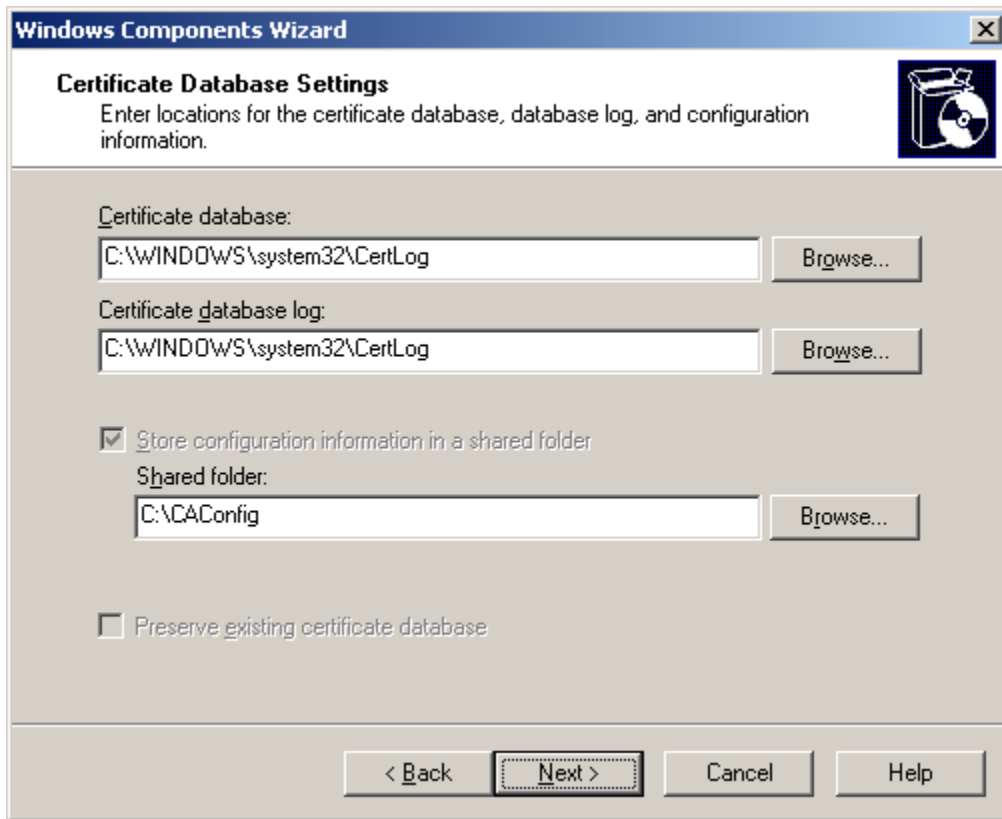 Windows Components Wizard
Certificate Database Settings
Enter locations for the certificate database, database log, and configuration
information.
Certificate database:
C:\WINDOWS\system32\CertLog
Browse...
Certificate database log:
C:\WINDOWS\system32\CertLog
Browse...
Store configuration information in a shared folder
Shared folder:
C:\CAConfig
Browse...
Preserve existing certificate database
< Back
Next >
Cancel
Help